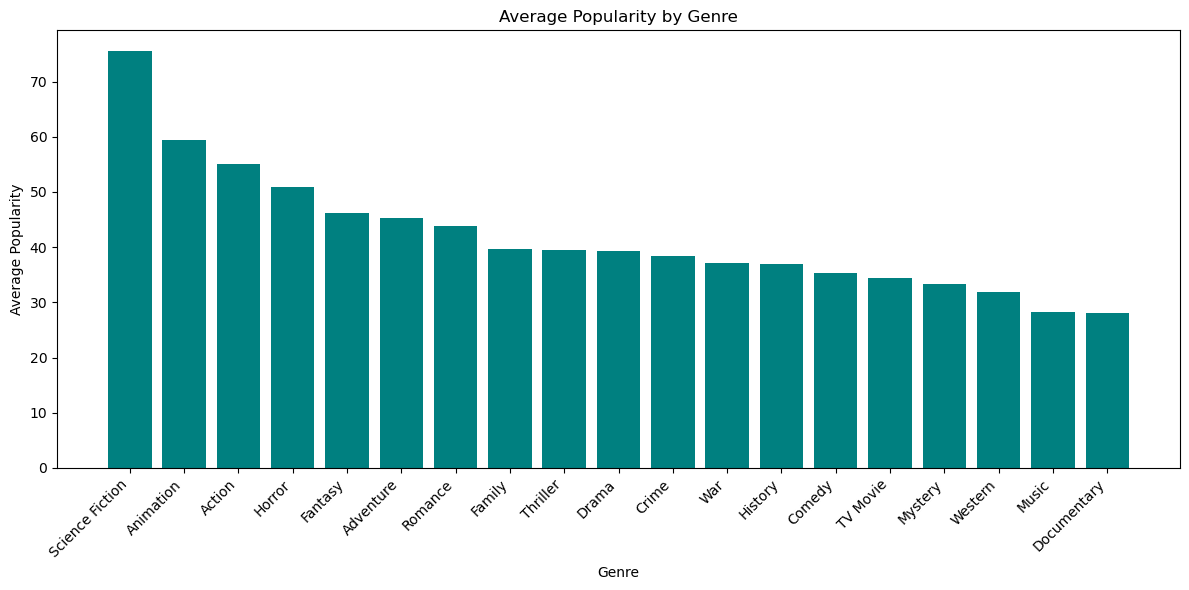 Average Popularity by Genre
Average Popularity
70
60
50
40
30
20
10
0
Science Fiction
Animation
Action
Horror
Fantasy
Adventure
Romance
Family
Thriller
Drama
Crime
War
History
Comedy
TV Movie
Mystery
Western
Music
Documentary
Genre